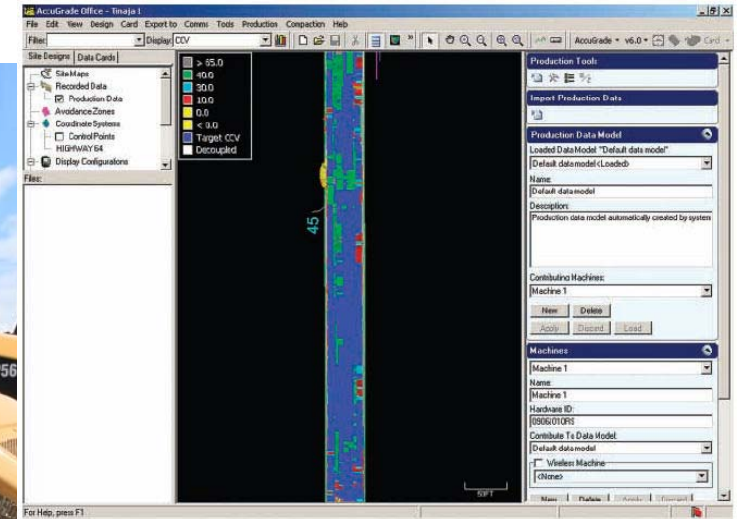 AccuGrade Office - Tinaja I
File Edit View Design Card Export to Comms Tools Production Compaction Help
Filter: Display: CCV AccuGrade v6.0 Card
Site Designs Data Cards
Site Maps
Recorded Data
Production Data
Avoidance Zones
Coordinate Systems
Control Points
HIGHWAY 64
Display Configurations
Files:
> 65.0
40.0
30.0
10.0
0.0
< 0.0
Target CCV
Decoupled
45
50FT
Production Tools
Import Production Data
Production Data Model
Loaded Data Model "Default data model"
Default data model <Loaded>
Name:
Default data model
Description:
Production data model automatically created by system
Contributing Machines:
Machine 1
New Delete
Apply Discard Load
Machines
Machine 1
Name:
Machine 1
Hardware ID:
Contribute To Data Model:
Default data model
Wireless Machine
<None>
New Delete Apply Discard
For Help, press F1
56